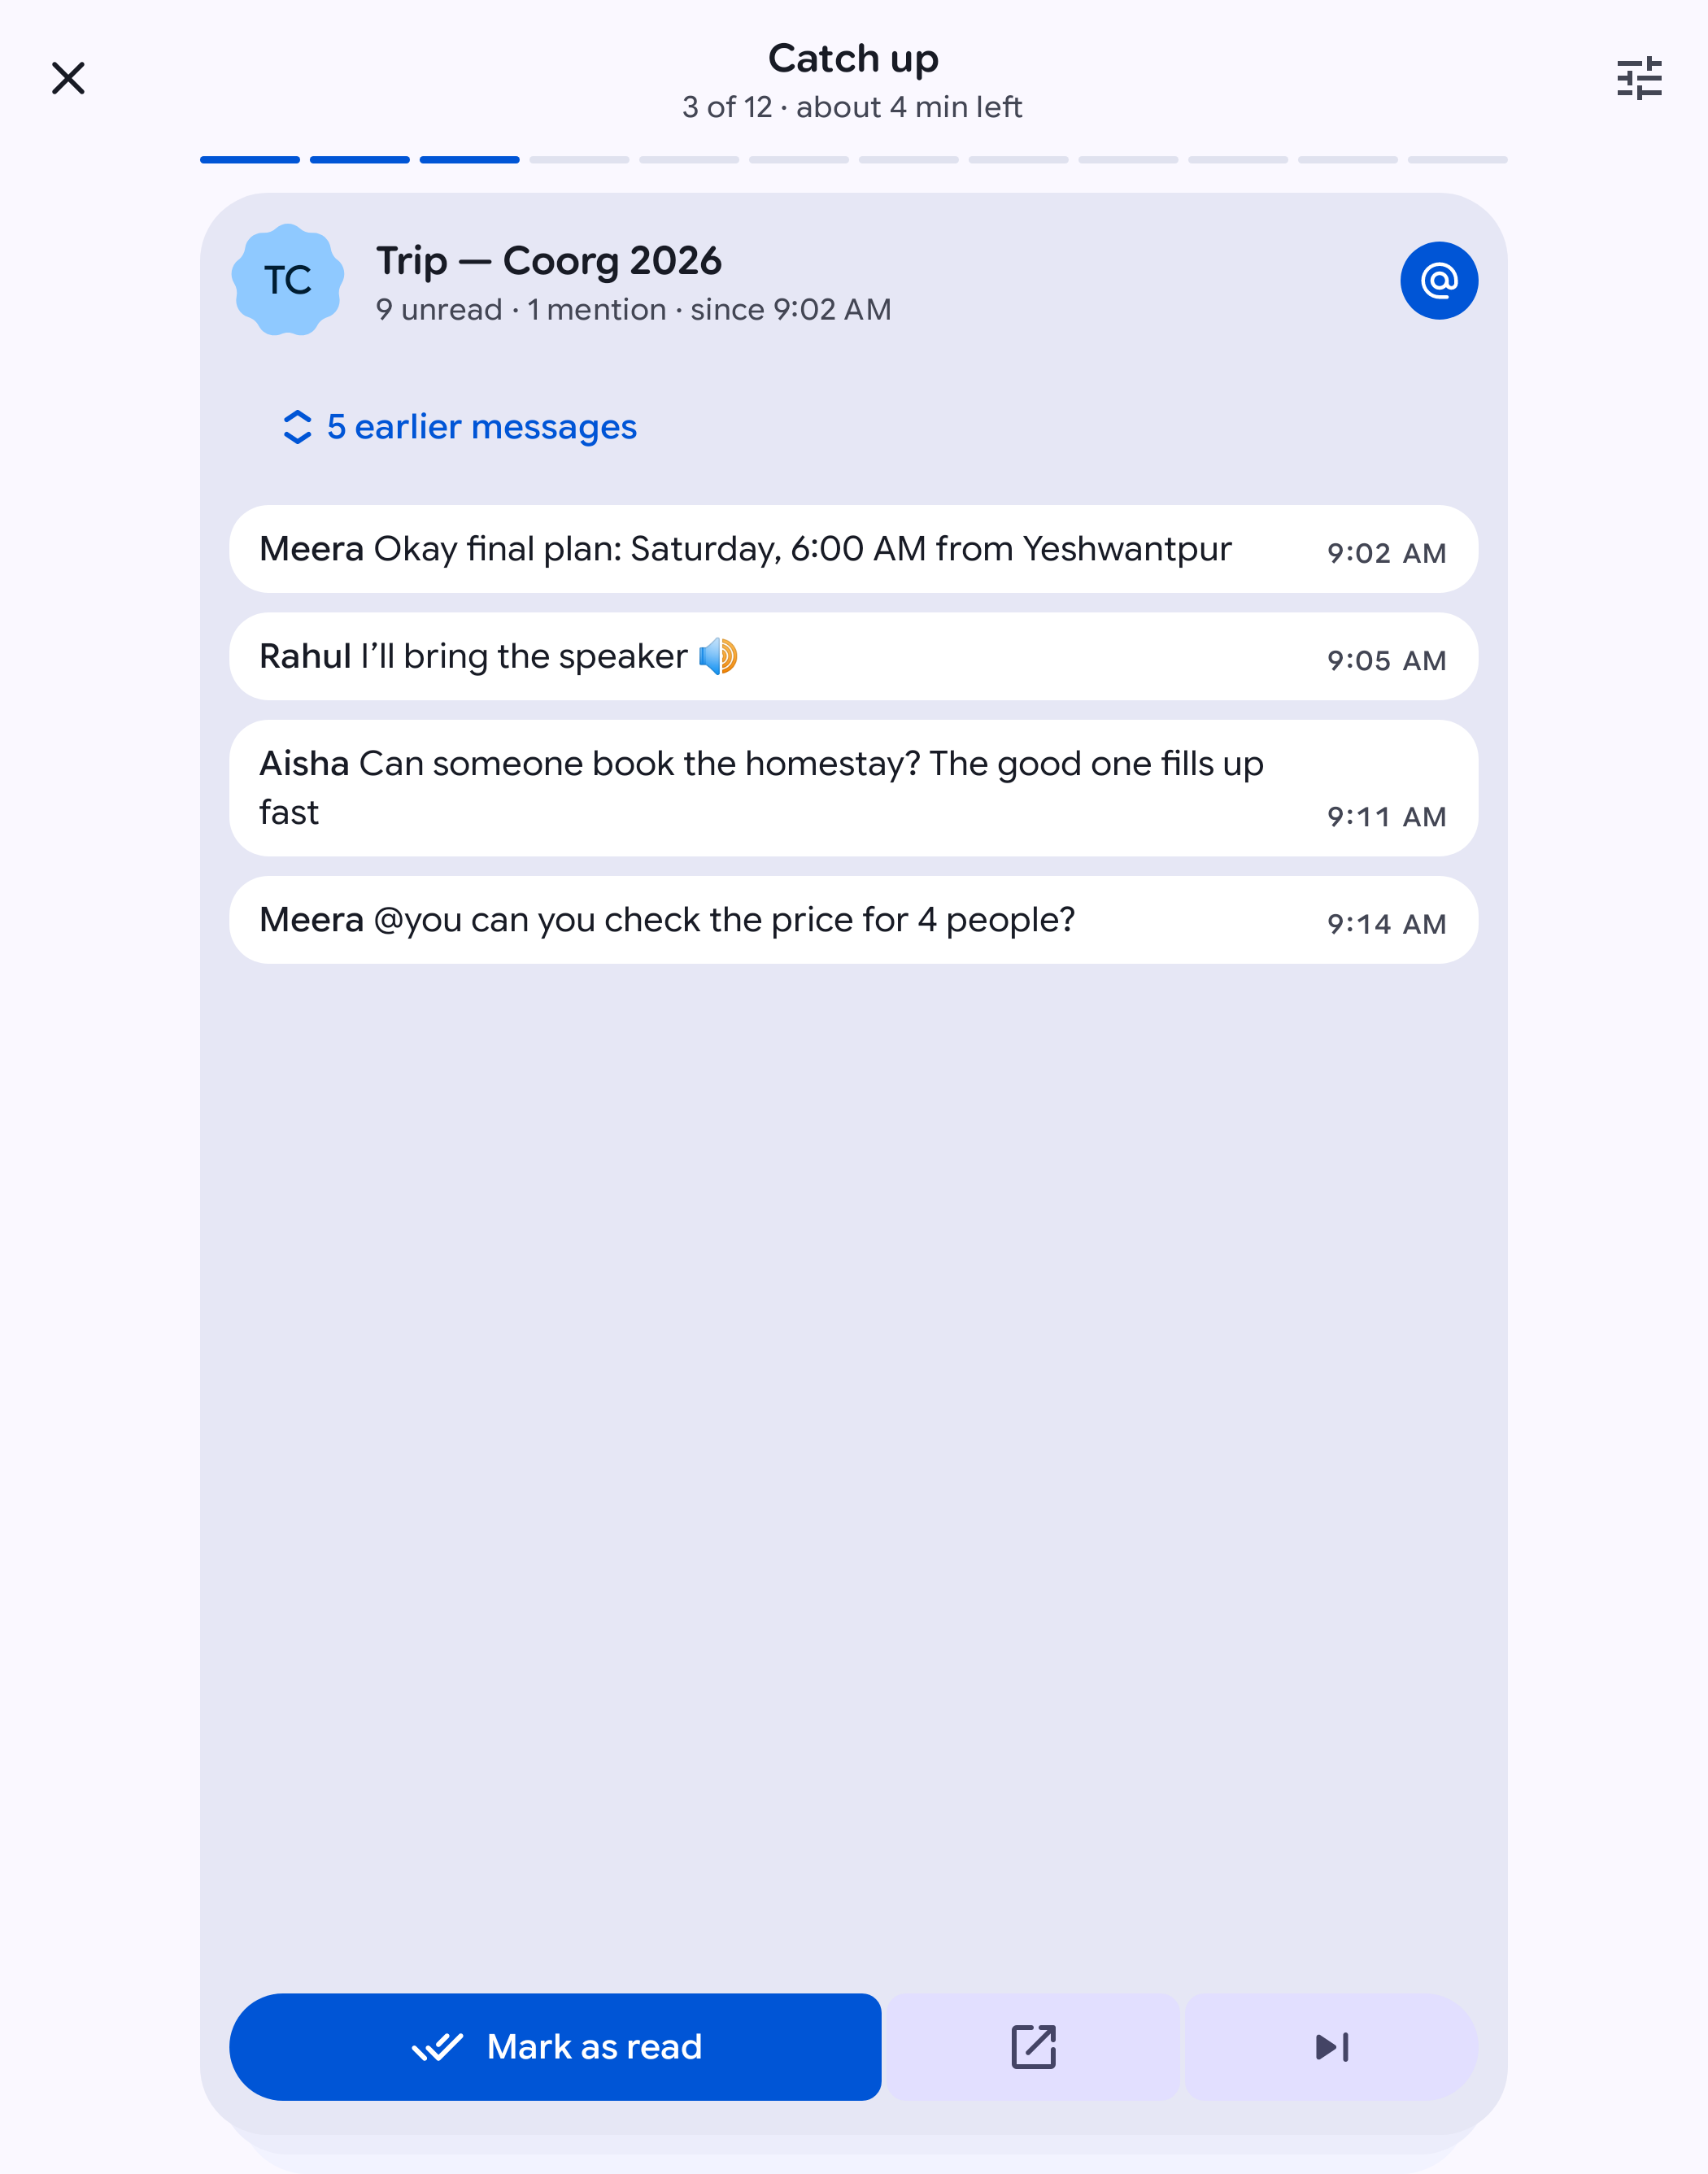 Catch up
3 of 12 · about 4 min left
TC
Trip — Coorg 2026
9 unread · 1 mention · since 9:02 AM
@
5 earlier messages
Meera Okay final plan: Saturday, 6:00 AM from Yeshwantpur 9:02 AM
Rahul I’ll bring the speaker 🔊 9:05 AM
Aisha Can someone book the homestay? The good one fills up
fast 9:11 AM
Meera @you can you check the price for 4 people? 9:14 AM
Mark as read